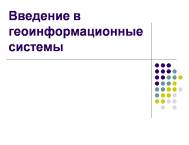 Введение в
геоинформационные
системы